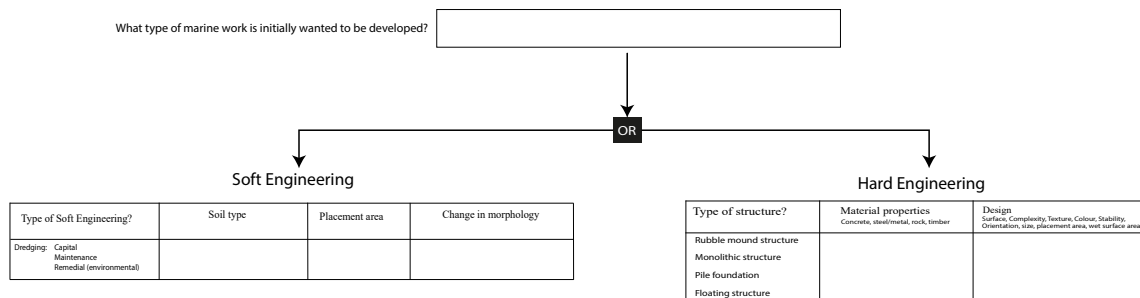 What type of marine work is initially wanted to be developed?
OR
Soft Engineering
Type of Soft Engineering?
Soil type
Placement area
Change in morphology
Dredging: Capital
Maintenance
Remedial (environmental)
Hard Engineering
Type of structure?
Material properties
Concrete, steel/metal, rock, timber
Design
Surface, Complexity, Texture, Colour, Stability,
Orientation, size, placement area, wet surface area
Rubble mound structure
Monolithic structure
Pile foundation
Floating structure